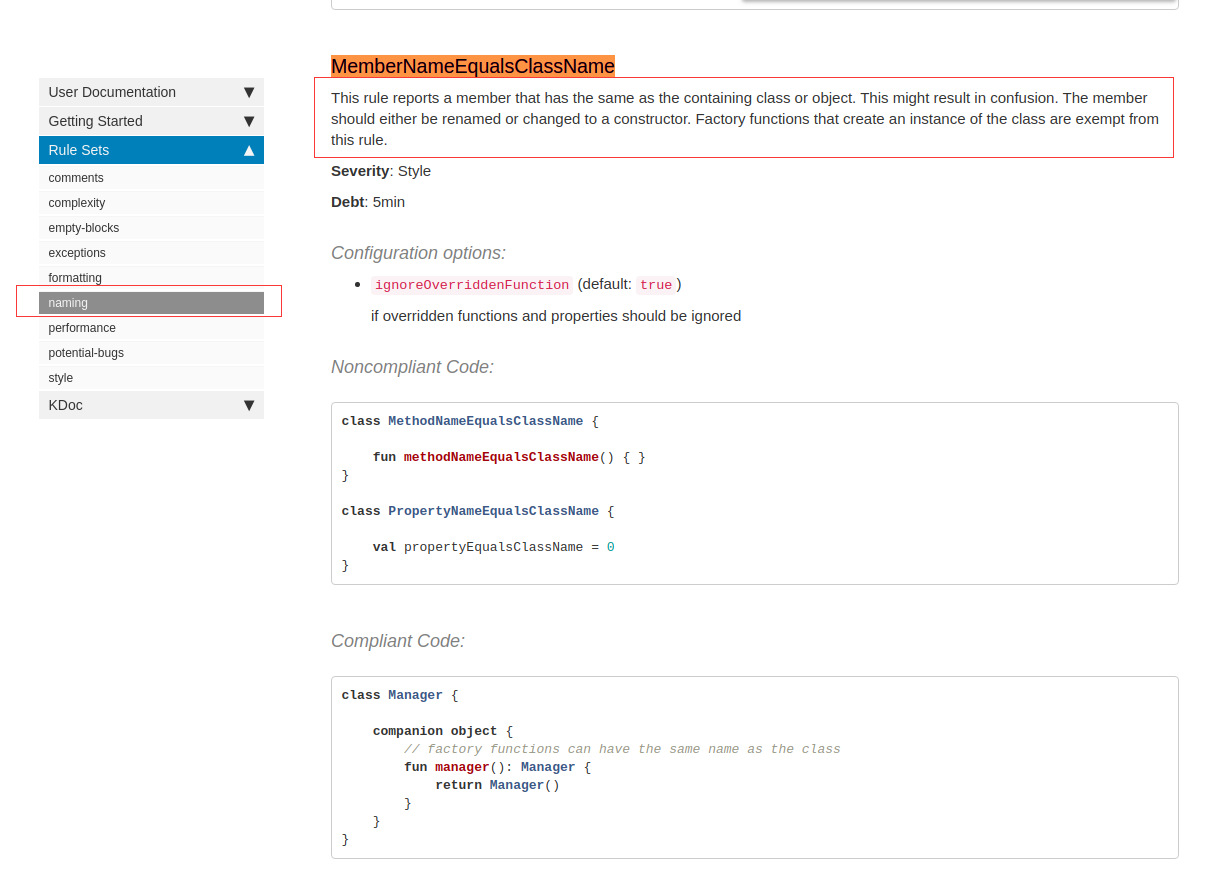 User Documentation ▼
Getting Started ▼
Rule Sets ▲
comments
complexity
empty-blocks
exceptions
formatting
naming
performance
potential-bugs
style
KDoc ▼
MemberNameEqualsClassName
This rule reports a member that has the same as the containing class or object. This might result in confusion. The member
should either be renamed or changed to a constructor. Factory functions that create an instance of the class are exempt from
this rule.
Severity: Style
Debt: 5min
Configuration options:
• ignoreOverriddenFunction (default: true)
if overridden functions and properties should be ignored
Noncompliant Code:
class MethodNameEqualsClassName {
    fun methodNameEqualsClassName() { }
}
class PropertyNameEqualsClassName {
    val propertyEqualsClassName = 0
}
Compliant Code:
class Manager {
    companion object {
        // factory functions can have the same name as the class
        fun manager(): Manager {
            return Manager()
        }
    }
}